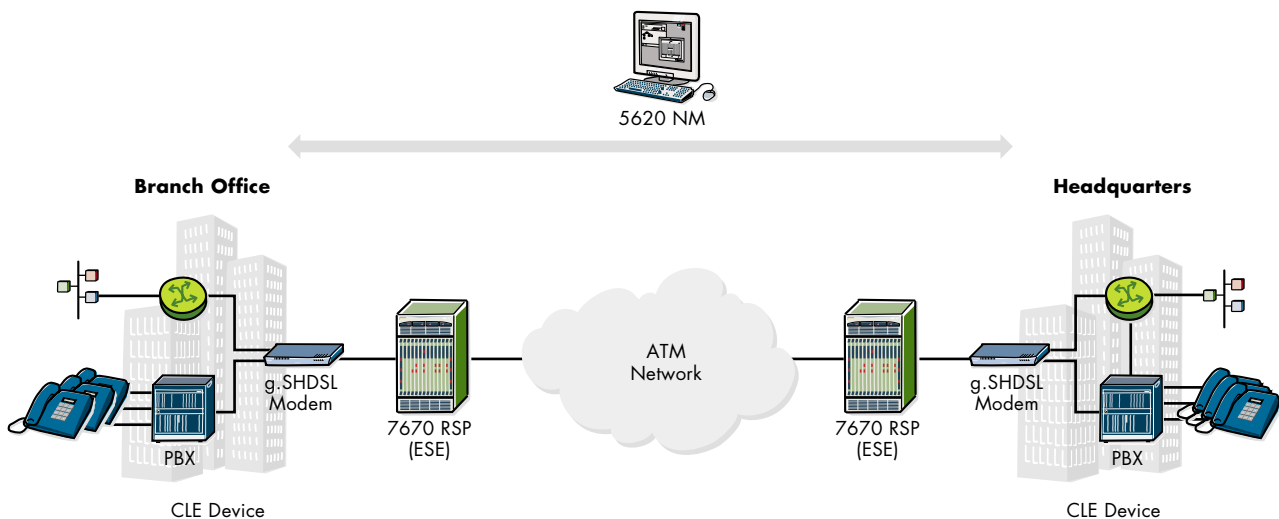 5620 NM
Branch Office
Headquarters
g.SHDSL
Modem
PBX
CLE Device
7670 RSP
(ESE)
ATM
Network
7670 RSP
(ESE)
g.SHDSL
Modem
PBX
CLE Device